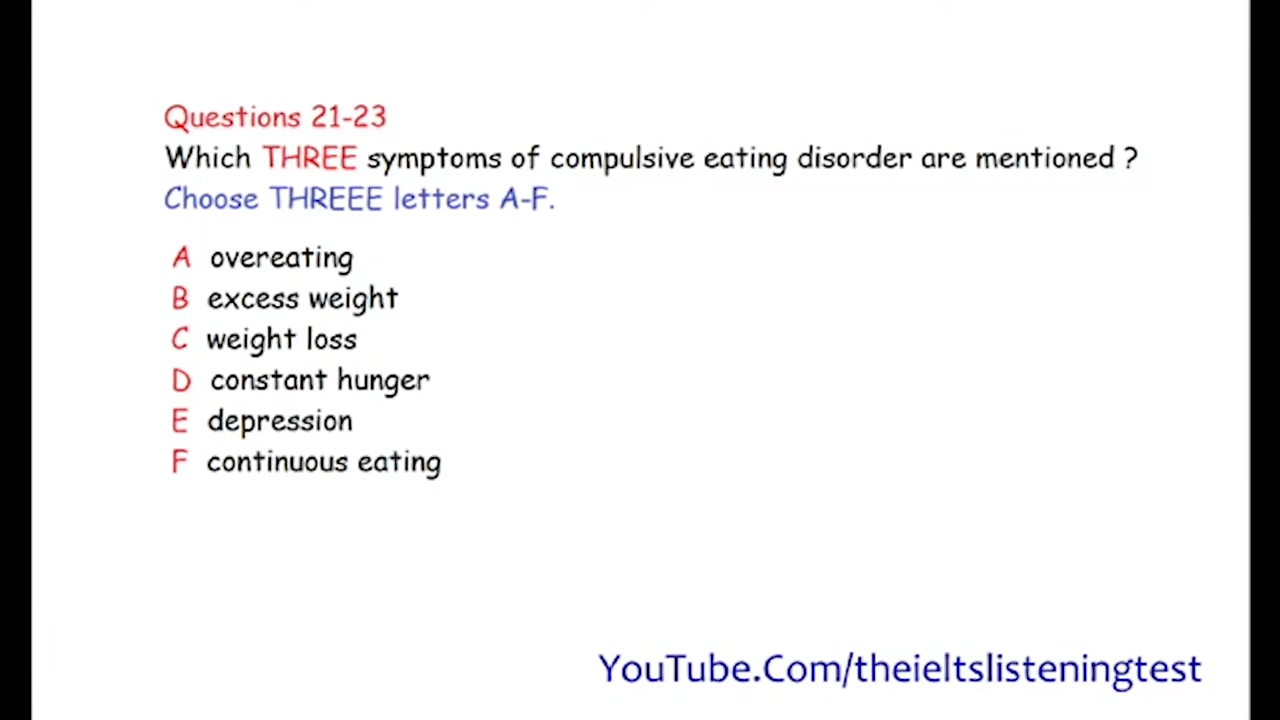 Questions 21-23
Which THREE symptoms of compulsive eating disorder are mentioned ?
Choose THREEE letters A-F.
A overeating
B excess weight
C weight loss
D constant hunger
E depression
F continuous eating
YouTube.Com/theieltslisteningtest